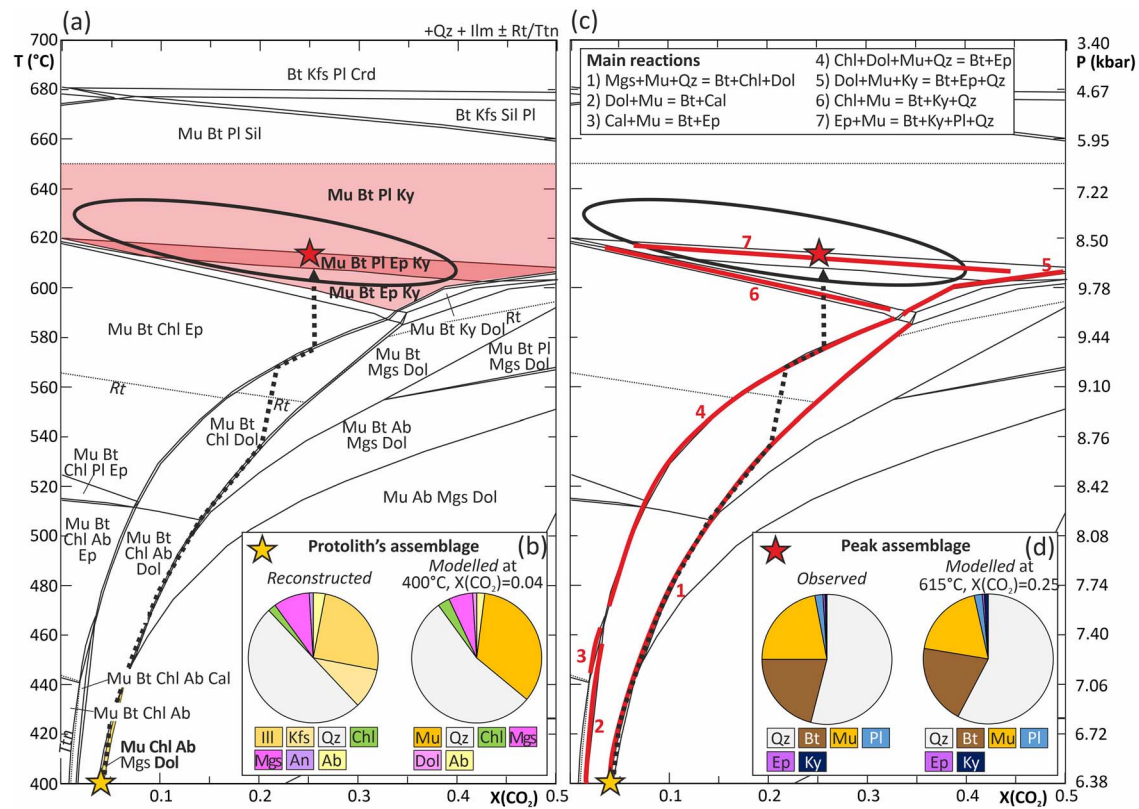 (a)
+Qz + Ilm ± Rt/Ttn
(c)
700
T (°C)
680
660
640
620
600
580
560
540
520
500
480
460
440
420
400
Bt Kfs Pl Crd
Bt Kfs Sil Pl
Mu Bt Pl Sil
Mu Bt Pl Ky
Mu Bt Pl Ep Ky
Mu Bt Ep Ky
Mu Bt Chl Ep
Mu Bt Ky Dol
Rt
Mu Bt
Mgs Dol
Mu Bt Pl
Mgs Dol
Rt
Rt
Mu Bt
Chl Dol
Mu Bt Ab
Mgs Dol
Mu Bt
Chl Pl Ep
Mu Ab Mgs Dol
Mu Bt
Chl Ab
Ep
Mu Bt
Chl Ab
Dol
Mu Bt Chl Ab Cal
Mu Bt Chl Ab
Ttn
Mu Chl Ab
Mgs Dol
Protolith's assemblage
(b)
Reconstructed
Modelled at
400°C, X(CO₂)=0.04
Ill
Kfs
Qz
Chl
Mgs
An
Ab
Mu
Qz
Chl
Mgs
Dol
Ab
0.1
0.2
0.3
0.4
X(CO₂)
0.5
Main reactions
1) Mgs+Mu+Qz = Bt+Chl+Dol
2) Dol+Mu = Bt+Cal
3) Cal+Mu = Bt+Ep
4) Chl+Dol+Mu+Qz = Bt+Ep
5) Dol+Mu+Ky = Bt+Ep+Qz
6) Chl+Mu = Bt+Ky+Qz
7) Ep+Mu = Bt+Ky+Pl+Qz
7
5
6
4
1
3
2
Peak assemblage
(d)
Observed
Modelled at
615°C, X(CO₂)=0.25
Qz
Bt
Mu
Pl
Ep
Ky
Qz
Bt
Mu
Pl
Ep
Ky
0.1
0.2
0.3
0.4
X(CO₂)
0.5
3.40
P (kbar)
4.67
5.95
7.22
8.50
9.78
9.44
9.10
8.76
8.42
8.08
7.74
7.40
7.06
6.72
6.38